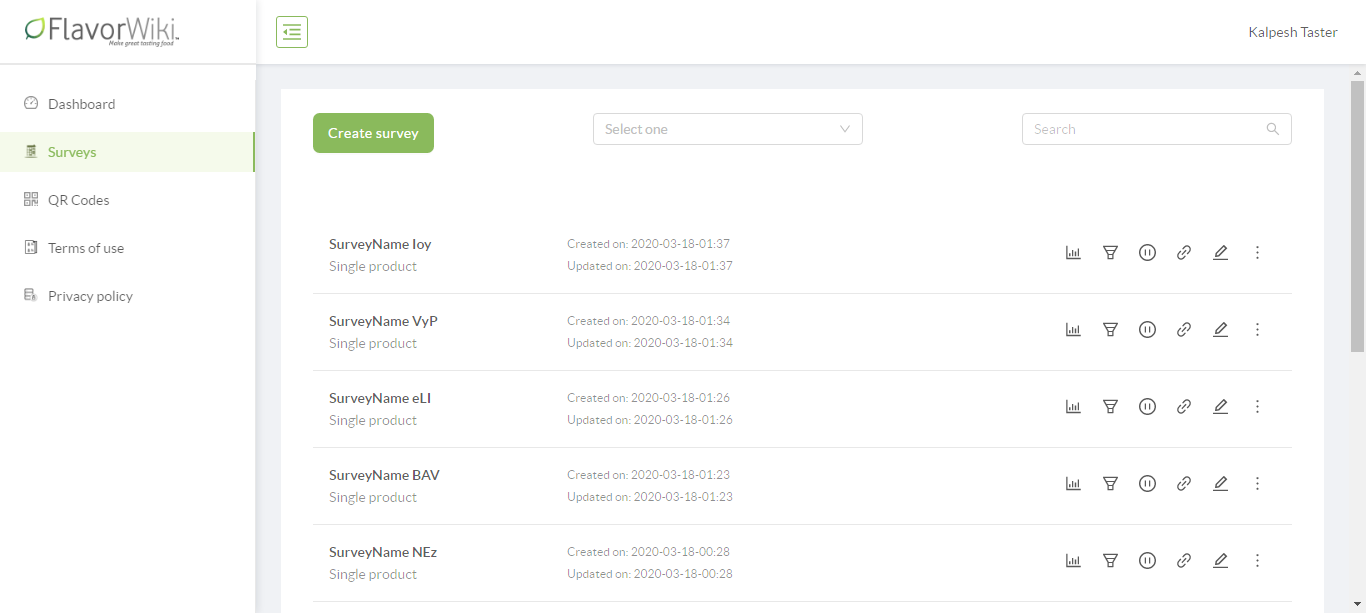 FlavorWiki
Make great tasting food
Kalpesh Taster
Dashboard
Surveys
QR Codes
Terms of use
Privacy policy
Create survey
Select one
Search
SurveyName Ioy
Single product
Created on: 2020-03-18-01:37
Updated on: 2020-03-18-01:37
SurveyName VyP
Single product
Created on: 2020-03-18-01:34
Updated on: 2020-03-18-01:34
SurveyName eLI
Single product
Created on: 2020-03-18-01:26
Updated on: 2020-03-18-01:26
SurveyName BAV
Single product
Created on: 2020-03-18-01:23
Updated on: 2020-03-18-01:23
SurveyName NEz
Single product
Created on: 2020-03-18-00:28
Updated on: 2020-03-18-00:28